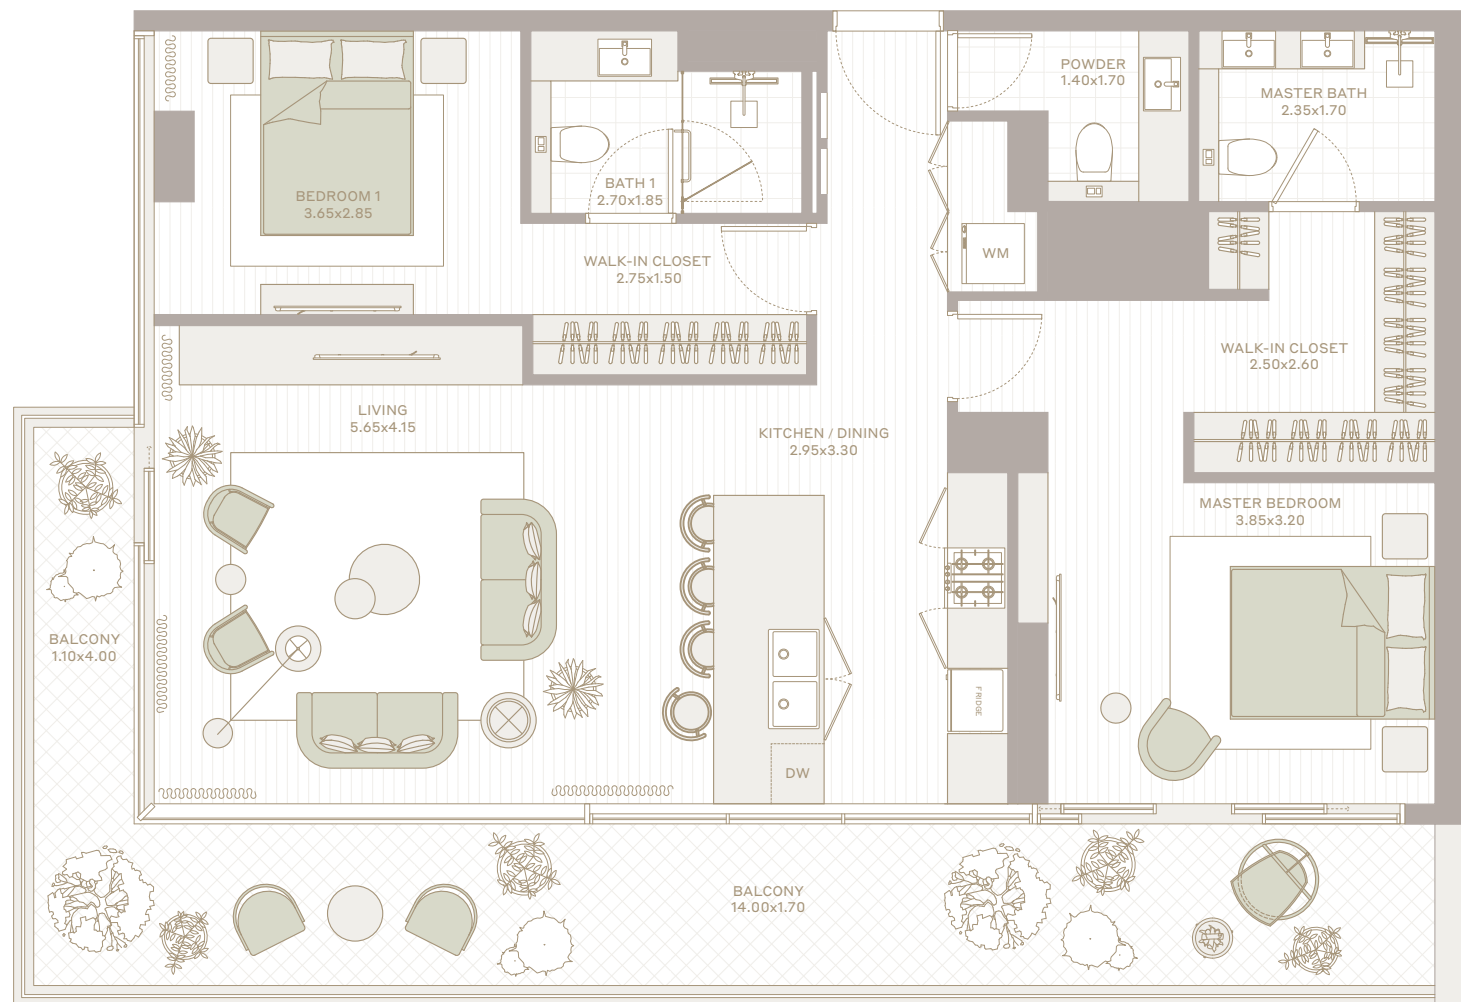 POWDER
1.40x1.70
MASTER BATH
2.35x1.70
BEDROOM 1
3.65x2.85
BATH 1
2.70x1.85
WALK-IN CLOSET
2.75x1.50
WM
WALK-IN CLOSET
2.50x2.60
LIVING
5.65x4.15
KITCHEN / DINING
2.95x3.30
MASTER BEDROOM
3.85x3.20
BALCONY
1.10x4.00
FRIDGE
DW
BALCONY
14.00x1.70